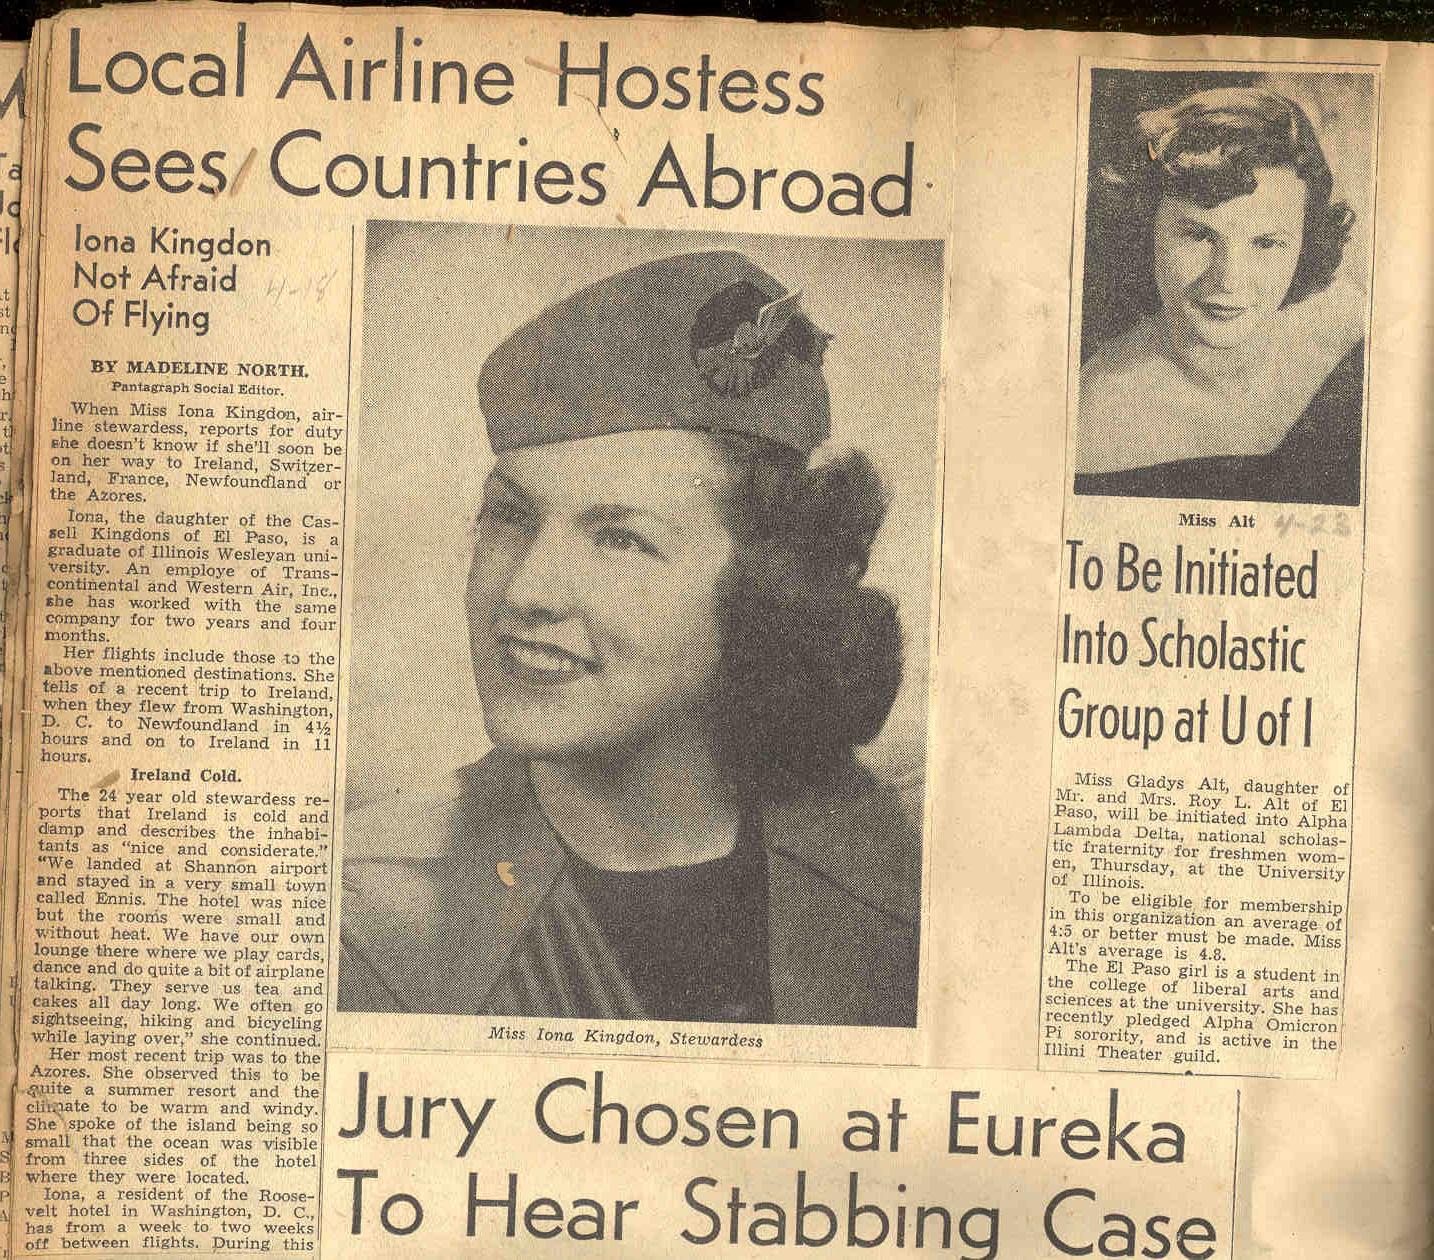 Local Airline Hostess
Sees Countries Abroad
Iona Kingdon
Not Afraid
Of Flying
4-18
BY MADELINE NORTH.
Pantagraph Social Editor.
When Miss Iona Kingdon, air-
line stewardess, reports for duty
she doesn't know if she'll soon be
on her way to Ireland, Switzer-
land, France, Newfoundland or
the Azores.
Iona, the daughter of the Cas-
sell Kingdons of El Paso, is a
graduate of Illinois Wesleyan uni-
versity. An employe of Trans-
continental and Western Air, Inc.,
she has worked with the same
company for two years and four
months.
Her flights include those to the
above mentioned destinations. She
tells of a recent trip to Ireland,
when they flew from Washington,
D. C. to Newfoundland in 4½
hours and on to Ireland in 11
hours.
Ireland Cold.
The 24 year old stewardess re-
ports that Ireland is cold and
damp and describes the inhabi-
tants as "nice and considerate."
"We landed at Shannon airport
and stayed in a very small town
called Ennis. The hotel was nice
but the rooms were small and
without heat. We have our own
lounge there where we play cards,
dance and do quite a bit of airplane
talking. They serve us tea and
cakes all day long. We often go
sightseeing, hiking and bicycling
while laying over," she continued.
Her most recent trip was to the
Azores. She observed this to be
quite a summer resort and the
climate to be warm and windy.
She spoke of the island being so
small that the ocean was visible
from three sides of the hotel
where they were located.
Iona, a resident of the Roose-
velt hotel in Washington, D. C.,
has from a week to two weeks
off between flights. During this
Miss Iona Kingdon, Stewardess
Miss Alt
4-23
To Be Initiated
Into Scholastic
Group at U of I
Miss Gladys Alt, daughter of
Mr. and Mrs. Roy L. Alt of El
Paso, will be initiated into Alpha
Lambda Delta, national scholas-
tic fraternity for freshmen wom-
en, Thursday, at the University
of Illinois.
To be eligible for membership
in this organization an average of
4:5 or better must be made. Miss
Alt's average is 4.8.
The El Paso girl is a student in
the college of liberal arts and
sciences at the university. She has
recently pledged Alpha Omicron
Pi sorority, and is active in the
Illini Theater guild.
Jury Chosen at Eureka
To Hear Stabbing Case